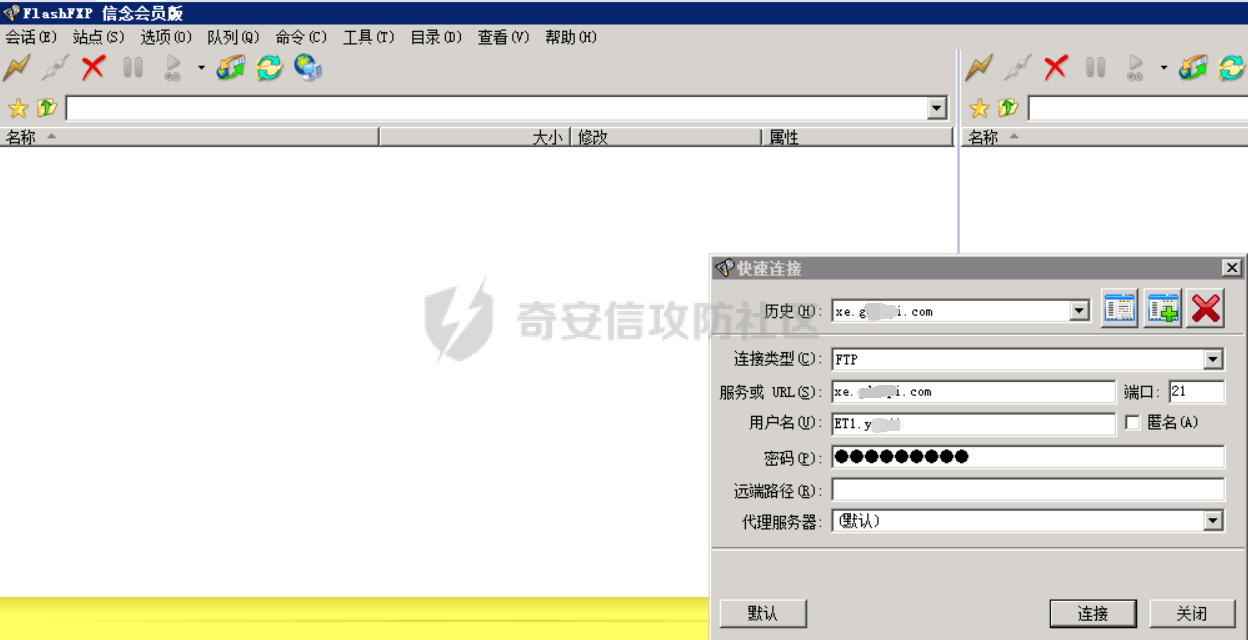 FlashFXP 信念会员版
会话(E) 站点(S) 选项(O) 队列(Q) 命令(C) 工具(T) 目录(D) 查看(V) 帮助(H)
名称 大小 修改 属性 名称
快速连接
历史(H): xe.g i.com
连接类型(C): FTP
服务或 URL(S): xe. i.com 端口: 21
用户名(U): ET1.y 匿名(A)
密码(P): ●●●●●●●●●
远端路径(R):
代理服务器: (默认)
默认 连接 关闭
奇安信攻防社区